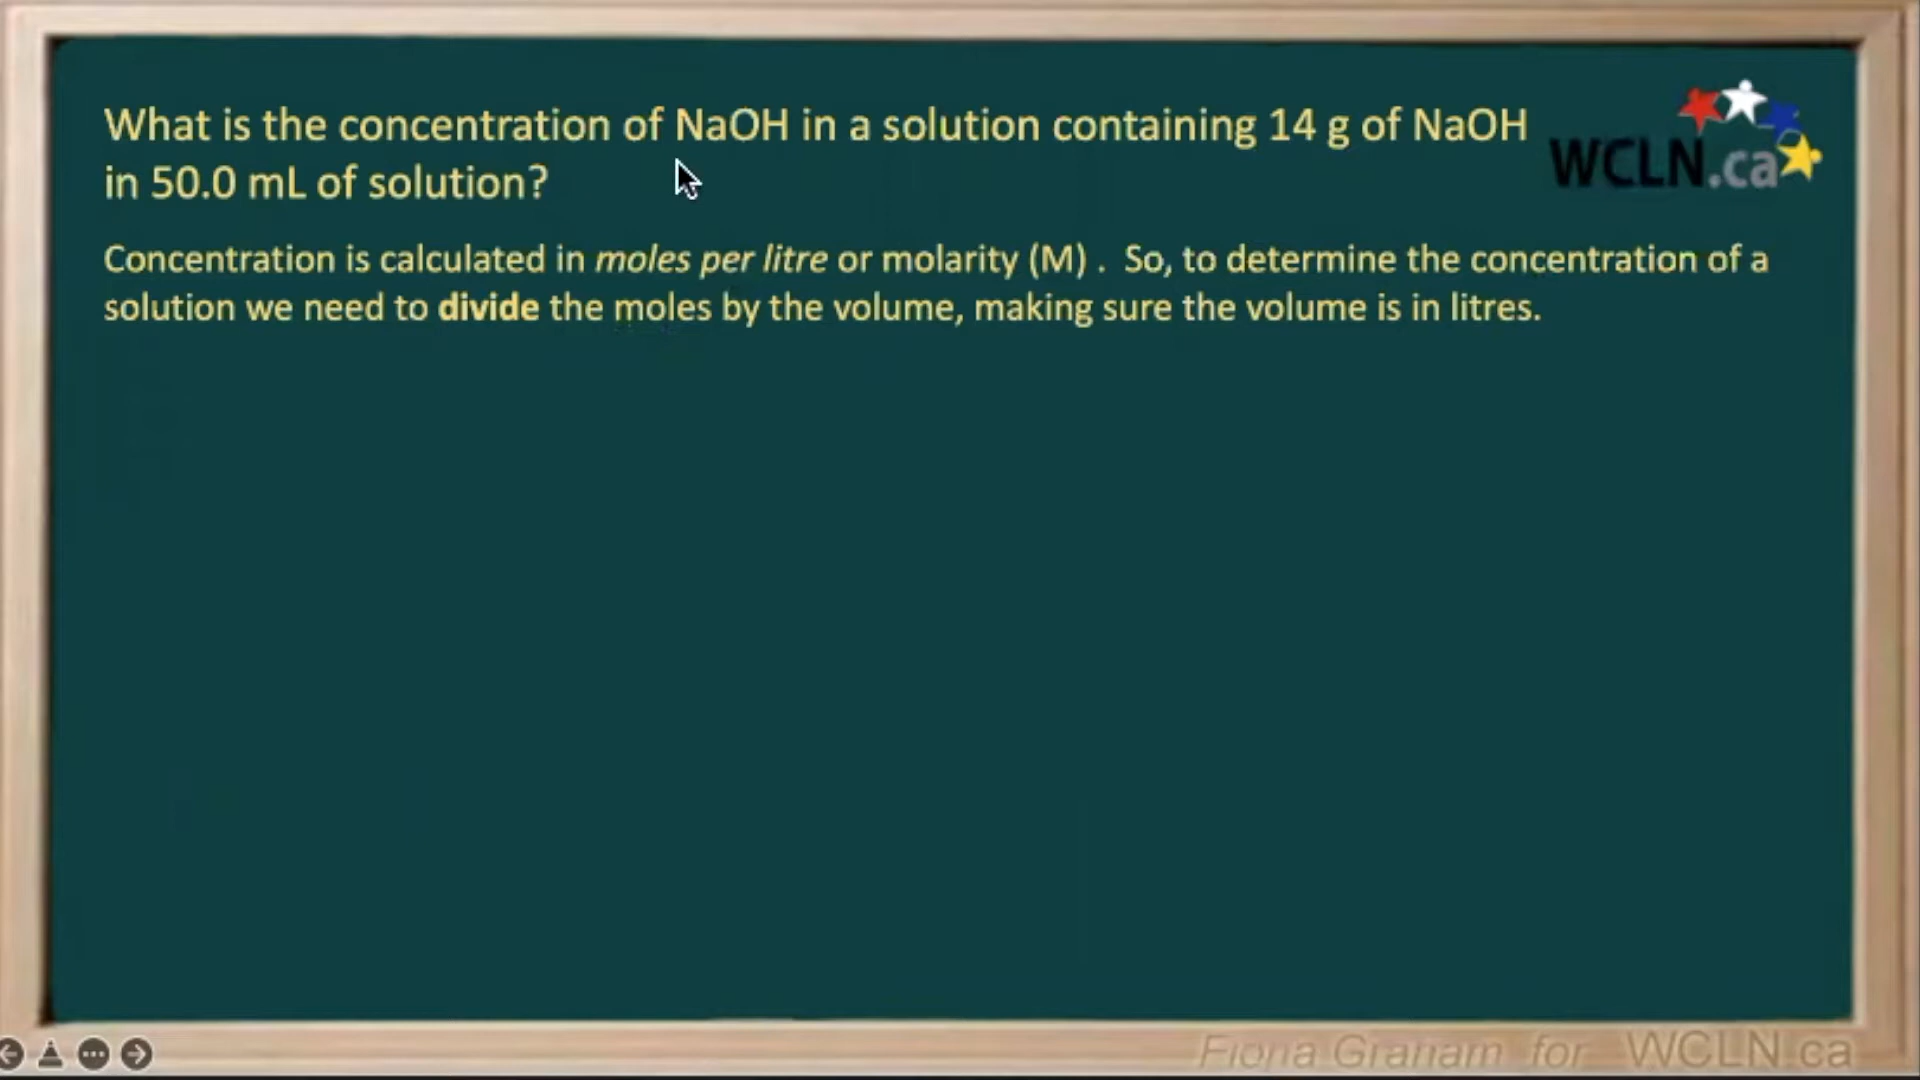 What is the concentration of NaOH in a solution containing 14 g of NaOH
in 50.0 mL of solution?
WCLN.ca
Concentration is calculated in moles per litre or molarity (M) . So, to determine the concentration of a
solution we need to divide the moles by the volume, making sure the volume is in litres.
Fiona Graham for WCLN.ca